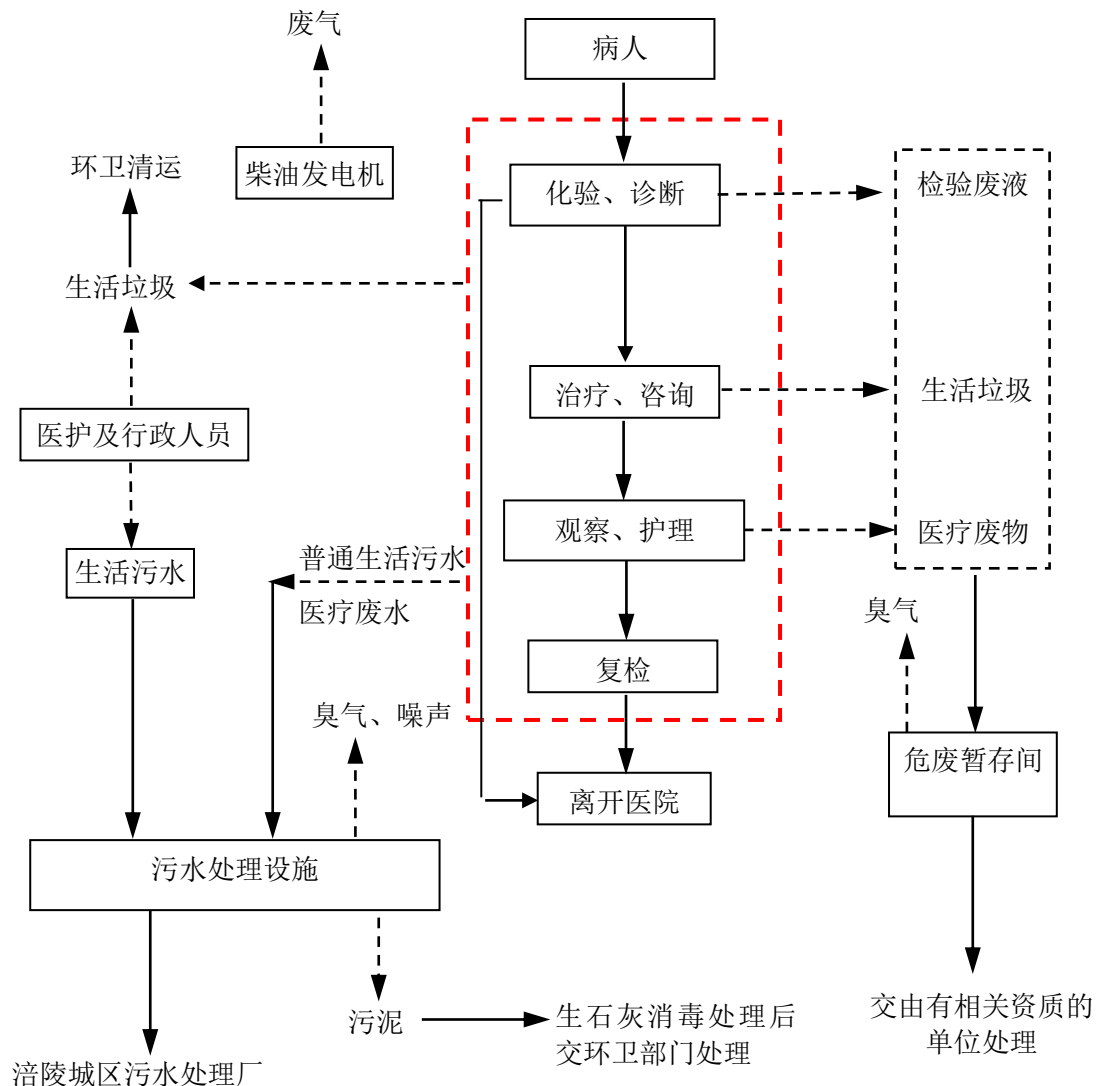 废气
病人
环卫清运
柴油发电机
化验、诊断
检验废液
生活垃圾
治疗、咨询
生活垃圾
医护及行政人员
观察、护理
医疗废物
普通生活污水
生活污水
医疗废水
臭气
复检
臭气、噪声
危废暂存间
离开医院
污水处理设施
污泥
生石灰消毒处理后
交环卫部门处理
交由有相关资质的
单位处理
涪陵城区污水处理厂